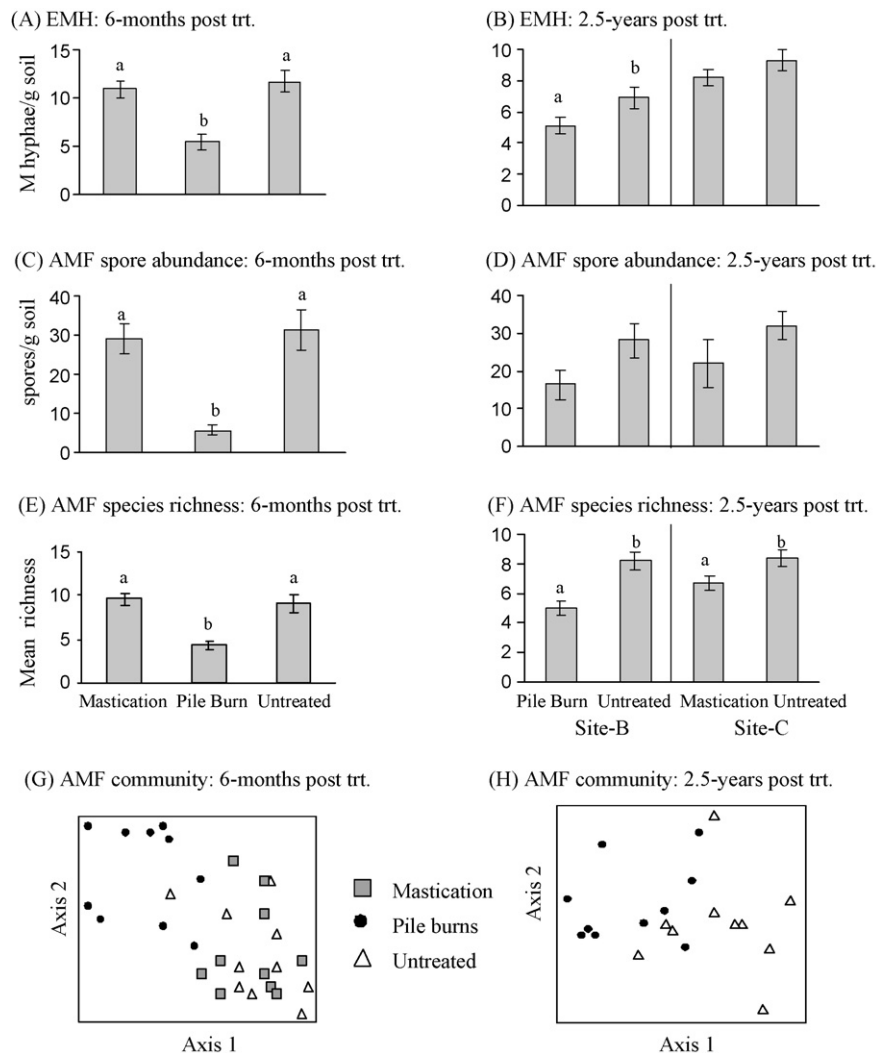 (A) EMH: 6-months post trt.
M hyphae/g soil
15
10
5
0
a
b
a
(B) EMH: 2.5-years post trt.
10
8
6
4
2
0
a
b
(C) AMF spore abundance: 6-months post trt.
spores/g soil
40
30
20
10
0
a
b
a
(D) AMF spore abundance: 2.5-years post trt.
40
30
20
10
0
(E) AMF species richness: 6-months post trt.
Mean richness
15
10
5
0
a
b
a
Mastication Pile Burn Untreated
(F) AMF species richness: 2.5-years post trt.
10
8
6
4
2
0
a
b
a
b
Pile Burn Untreated Mastication Untreated
Site-B Site-C
(G) AMF community: 6-months post trt.
Axis 2
Axis 1
Mastication
Pile burns
Untreated
(H) AMF community: 2.5-years post trt.
Axis 2
Axis 1